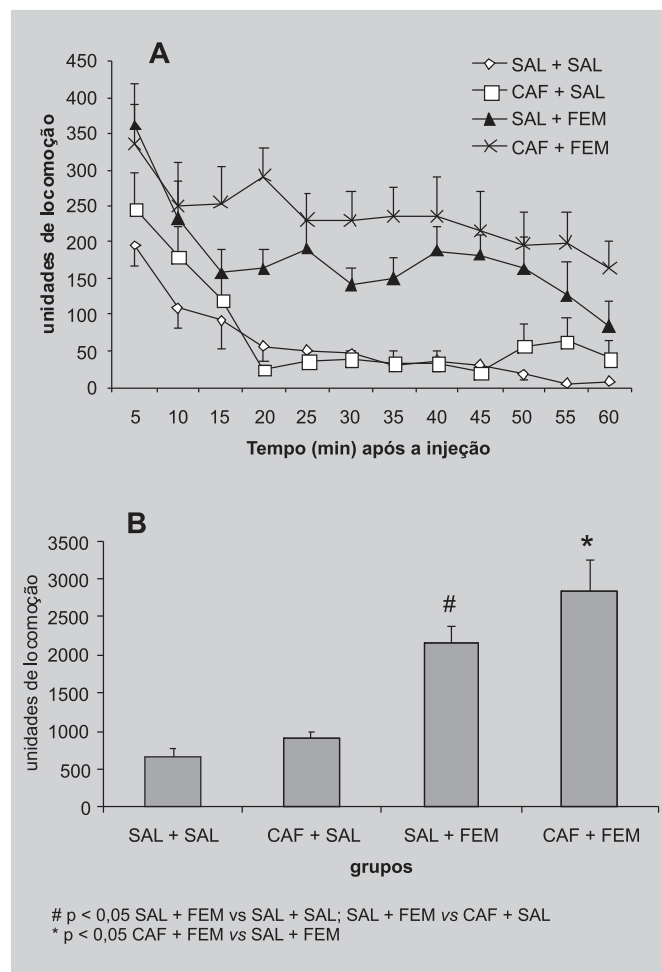 A
SAL + SAL
CAF + SAL
SAL + FEM
CAF + FEM
unidades de locomoção
450
400
350
300
250
200
150
100
50
0
5 10 15 20 25 30 35 40 45 50 55 60
Tempo (min) após a injeção
B
unidades de locomoção
3500
3000
2500
2000
1500
1000
500
0
#
*
SAL + SAL CAF + SAL SAL + FEM CAF + FEM
grupos
# p < 0,05 SAL + FEM vs SAL + SAL; SAL + FEM vs CAF + SAL
* p < 0,05 CAF + FEM vs SAL + FEM